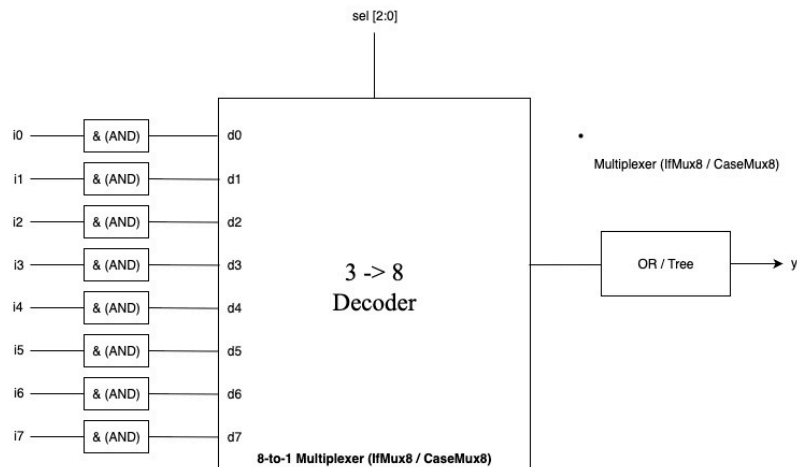 sel [2:0]
i0 & (AND) d0
Multiplexer (IfMux8 / CaseMux8)
i1 & (AND) d1
i2 & (AND) d2
i3 & (AND) d3
3 -> 8
Decoder
OR / Tree
y
i4 & (AND) d4
i5 & (AND) d5
i6 & (AND) d6
i7 & (AND) d7
8-to-1 Multiplexer (IfMux8 / CaseMux8)